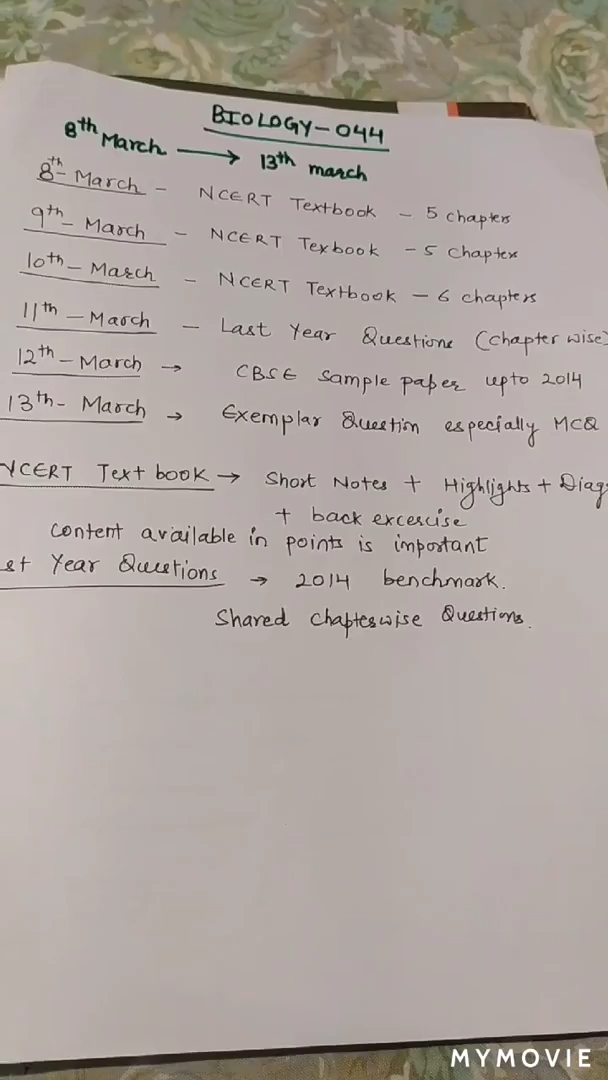 BIOLOGY-044
8th March → 13th march
8th March - NCERT Textbook - 5 chapters
9th - March - NCERT Texbook - 5 Chapters
10th - March - NCERT Textbook - 6 chapters
11th - March - Last Year Questions (chapter wise)
12th - March → CBSE sample paper upto 2014
13th - March → Exemplar Question especially MCQ
NCERT Text book → Short Notes + Highlights + Diag
+ back excercise
content available in points is important
st Year Questions → 2014 benchmark.
Shared chapterswise Questions.
MYMOVIE